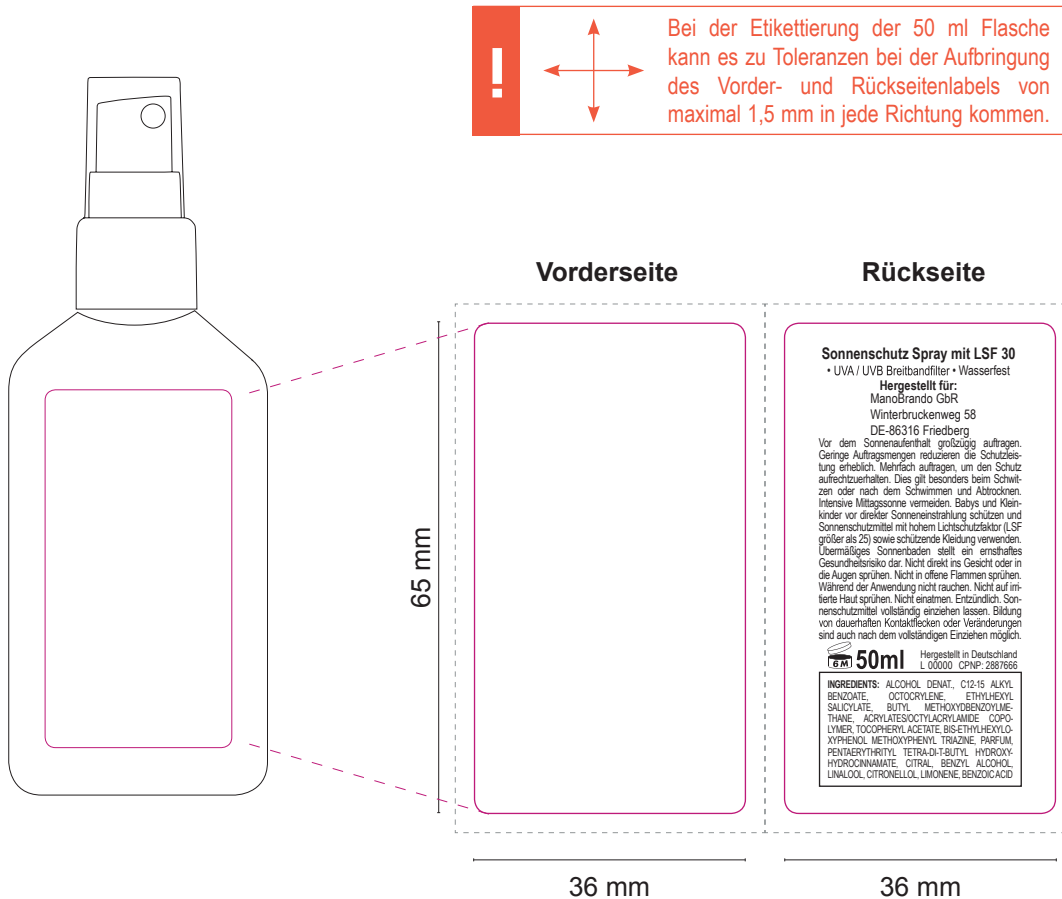 !
Bei der Etikettierung der 50 ml Flasche
kann es zu Toleranzen bei der Aufbringung
des Vorder- und Rückseitenlabels von
maximal 1,5 mm in jede Richtung kommen.
Vorderseite
Rückseite
65 mm
Sonnenschutz Spray mit LSF 30
• UVA / UVB Breitbandfilter • Wasserfest
Hergestellt für:
ManoBrando GbR
Winterbruckenweg 58
DE-86316 Friedberg
Vor dem Sonnenaufenthalt großzügig auftragen.
Geringe Auftragsmengen reduzieren die Schutzleis-
tung erheblich. Mehrfach auftragen, um den Schutz
aufrechtzuerhalten. Dies gilt besonders beim Schwit-
zen oder nach dem Schwimmen und Abtrocknen.
Intensive Mittagssonne vermeiden. Babys und Klein-
kinder vor direkter Sonneneinstrahlung schützen und
Sonnenschutzmittel mit hohem Lichtschutzfaktor (LSF
größer als 25) sowie schützende Kleidung verwenden.
Übermäßiges Sonnenbaden stellt ein ernsthaftes
Gesundheitsrisiko dar. Nicht direkt ins Gesicht oder in
die Augen sprühen. Nicht in offene Flammen sprühen.
Während der Anwendung nicht rauchen. Nicht auf irri-
tierte Haut sprühen. Nicht einatmen. Entzündlich. Son-
nenschutzmittel vollständig einziehen lassen. Bildung
von dauerhaften Kontaktflecken oder Veränderungen
sind auch nach dem vollständigen Einziehen möglich.
6 M 50ml
Hergestellt in Deutschland
L 00000 CPNP: 2887666
INGREDIENTS: ALCOHOL DENAT., C12-15 ALKYL
BENZOATE, OCTOCRYLENE, ETHYLHEXYL
SALICYLATE, BUTYL METHOXYDBENZOYLME-
THANE, ACRYLATES/OCTYLACRYLAMIDE COPO-
LYMER, TOCOPHERYL ACETATE, BIS-ETHYLHEXYLO-
XYPHENOL METHOXYPHENYL TRIAZINE, PARFUM,
PENTAERYTHRITYL TETRA-DI-T-BUTYL HYDROXY-
HYDROCINNAMATE, CITRAL, BENZYL ALCOHOL,
LINALOOL, CITRONELLOL, LIMONENE, BENZOIC ACID
36 mm
36 mm